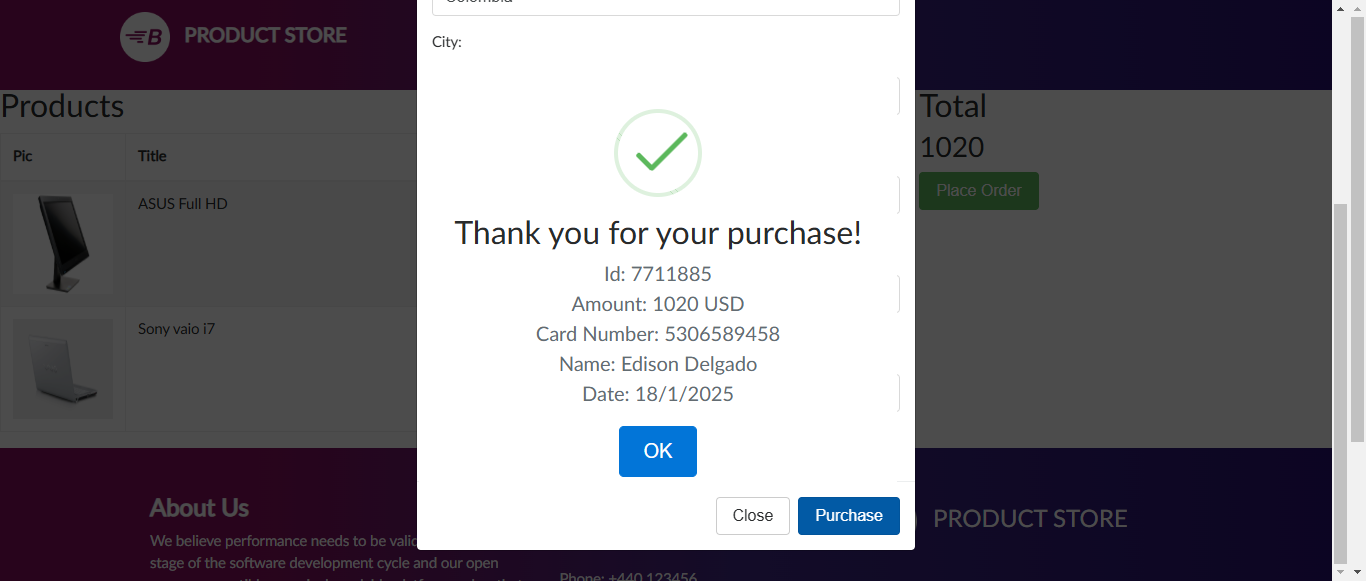 PRODUCT STORE
Products
Pic Title
ASUS Full HD
Sony vaio i7
Colombia
City:
Thank you for your purchase!
Id: 7711885
Amount: 1020 USD
Card Number: 5306589458
Name: Edison Delgado
Date: 18/1/2025
OK
Close Purchase
Total
1020
Place Order
About Us
We believe performance needs to be valid
stage of the software development cycle and our open
Phone: +440 123456
PRODUCT STORE